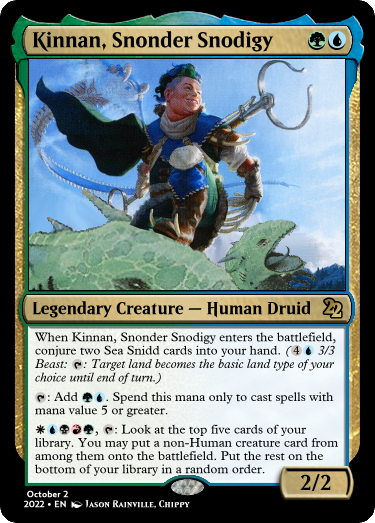 Kinnan, Snonder Snodigy
Legendary Creature — Human Druid
When Kinnan, Snonder Snodigy enters the battlefield,
conjure two Sea Snidd cards into your hand. (4 3/3
Beast: : Target land becomes the basic land type of your
choice until end of turn.)
: Add . Spend this mana only to cast spells with
mana value 5 or greater.
, : Look at the top five cards of your
library. You may put a non-Human creature card from
among them onto the battlefield. Put the rest on the
bottom of your library in a random order.
2/2
October 2
2022 • EN Jason Rainville, Chippy